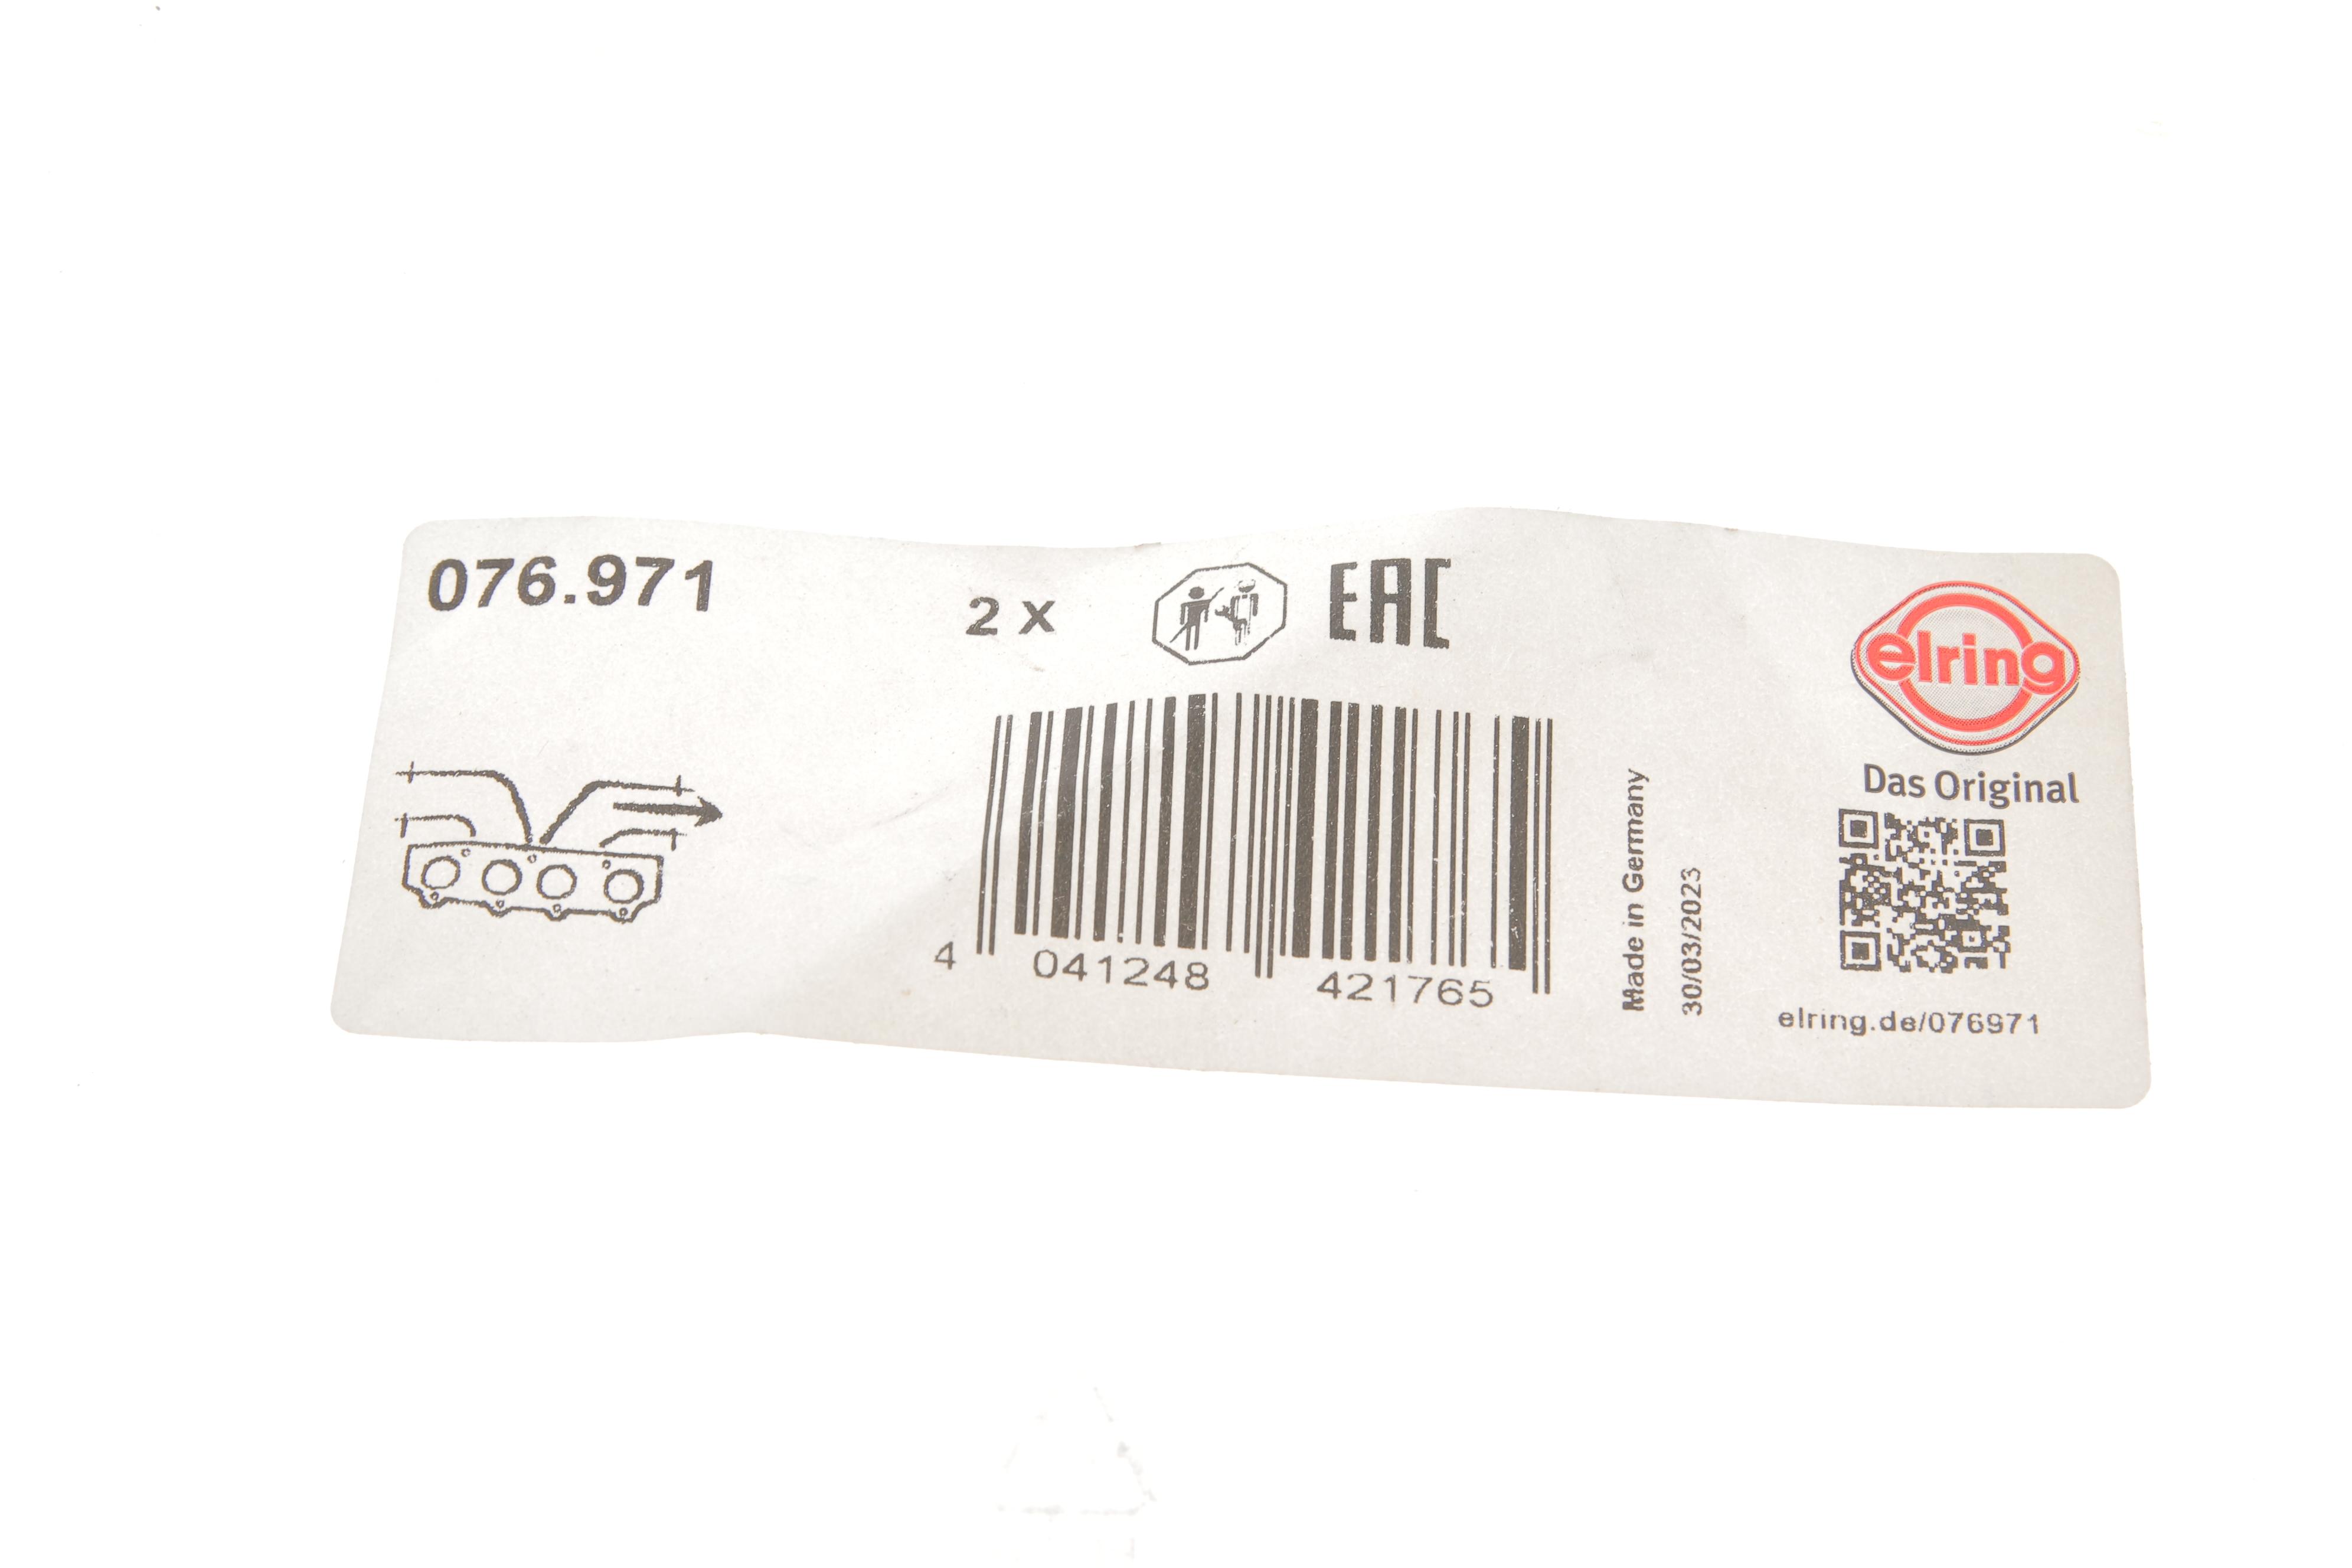 076.971
2 X
EAC
elring
Das Original
4 041248 421765
Made in Germany
30/03/2023
elring.de/076971